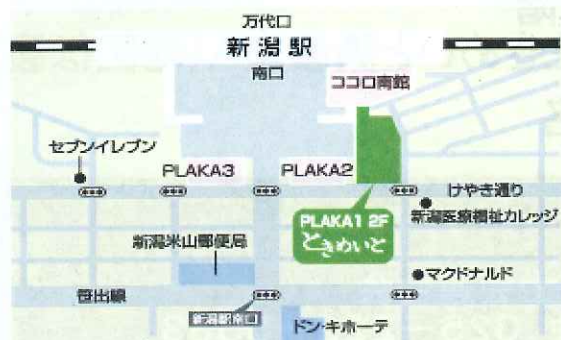 万代口
新潟駅
南口
ココロ南館
セブンイレブン
PLAKA3
PLAKA2
けやき通り
新潟医療福祉カレッジ
PLAKA1 2F
ときめいと
新潟米山郵便局
マクドナルド
笹出線
新潟駅南口
ドン・キホーテ